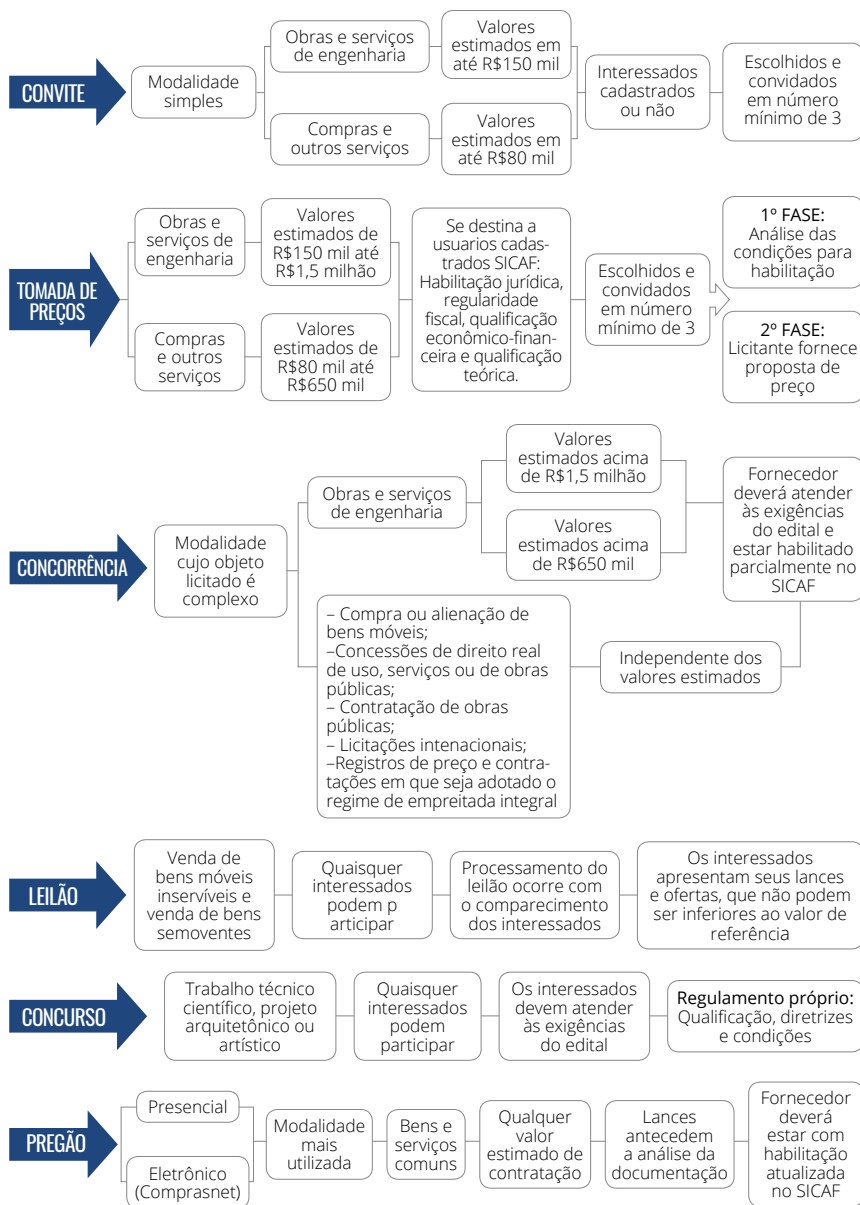 CONVITE
Modalidade
simples
Obras e serviços
de engenharia
Valores
estimados em
até R$150 mil
Compras e
outros serviços
Valores
estimados em
até R$80 mil
Interessados
cadastrados
ou não
Escolhidos e
convidados
em número
mínimo de 3
TOMADA DE
PREÇOS
Obras e
serviços de
engenharia
Valores
estimados de
R$150 mil até
R$1,5 milhão
Compras
e outros
serviços
Valores
estimados de
R$80 mil até
R$650 mil
Se destina a
usuarios cadas-
trados SICAF:
Habilitação jurídica,
regularidade
fiscal, qualificação
econômico-finan-
ceira e qualificação
teórica.
Escolhidos e
convidados
em número
mínimo de 3
1º FASE:
Análise das
condições para
habilitação
2º FASE:
Licitante fornece
proposta de
preço
CONCORRÊNCIA
Modalidade
cujo objeto
licitado é
complexo
Obras e serviços
de engenharia
Valores
estimados acima
de R$1,5 milhão
Valores
estimados acima
de R$650 mil
Fornecedor
deverá atender
às exigências
do edital e
estar habilitado
parcialmente no
SICAF
– Compra ou alienação de
bens móveis;
–Concessões de direito real
de uso, serviços ou de obras
públicas;
– Contratação de obras
públicas;
– Licitações intenacionais;
–Registros de preço e contra-
tações em que seja adotado o
regime de empreitada integral
Independente dos
valores estimados
LEILÃO
Venda de
bens móveis
inservíveis e
venda de bens
semoventes
Quaisquer
interessados
podem p
articipar
Processamento do
leilão ocorre com
o comparecimento
dos interessados
Os interessados
apresentam seus lances
e ofertas, que não podem
ser inferiores ao valor de
referência
CONCURSO
Trabalho técnico
científico, projeto
arquitetônico ou
artístico
Quaisquer
interessados
podem
participar
Os interessados
devem atender
às exigências
do edital
Regulamento próprio:
Qualificação, diretrizes
e condições
PREGÃO
Presencial
Eletrônico
(Comprasnet)
Modalidade
mais
utilizada
Bens e
serviços
comuns
Qualquer
valor
estimado de
contratação
Lances
antecedem
a análise da
documentação
Fornecedor
deverá
estar com
habilitação
atualizada
no SICAF